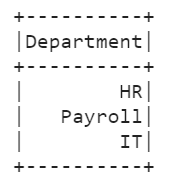 +----------+
|Department|
+----------+
|        HR|
|   Payroll|
|        IT|
+----------+